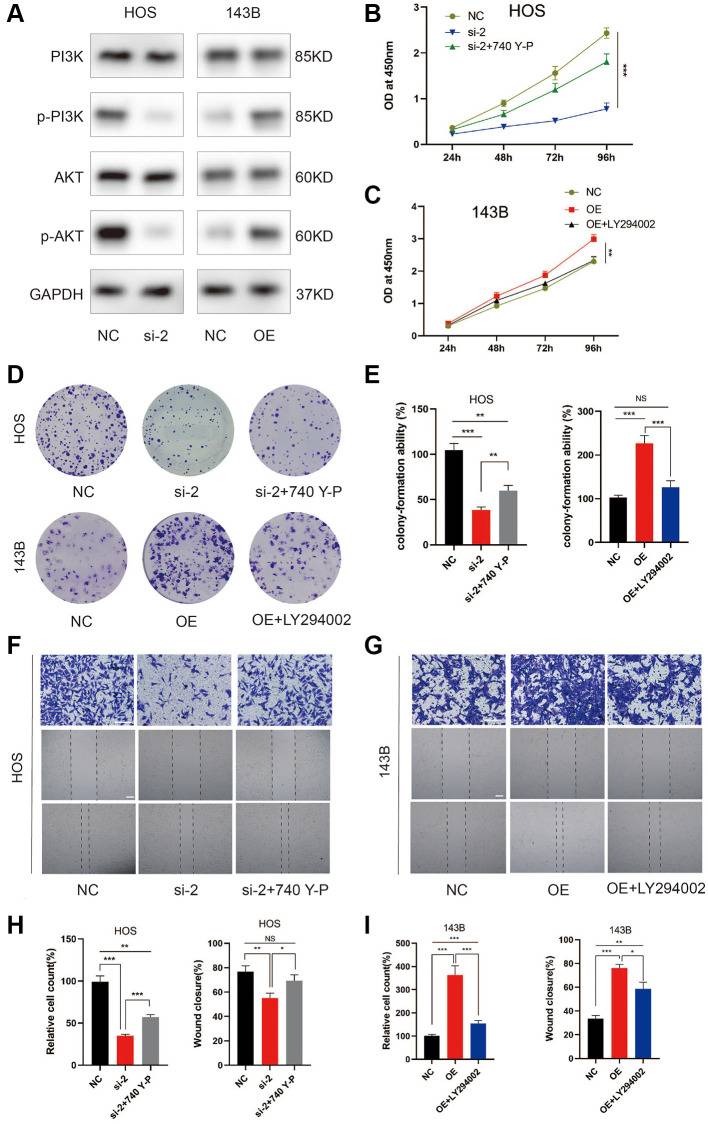 A
HOS 143B
PI3K 85KD
p-PI3K 85KD
AKT 60KD
p-AKT 60KD
GAPDH 37KD
NC si-2 NC OE
B
HOS
NC
si-2
si-2+740 Y-P
OD at 450nm
3
2
1
0
24h 48h 72h 96h
***
C
143B
NC
OE
OE+LY294002
OD at 450nm
4
3
2
1
0
24h 48h 72h 96h
**
D
HOS
NC si-2 si-2+740 Y-P
143B
NC OE OE+LY294002
E
HOS
colony-formation ability (%)
150
100
50
0
**
***
**
NC
si-2
si-2+740 Y-P
colony-formation ability (%)
300
200
100
0
NS
***
***
NC
OE
OE+LY294002
F
HOS
NC si-2 si-2+740 Y-P
G
143B
NC OE OE+LY294002
H
HOS
Relative cell count(%)
150
100
50
0
**
***
***
NC
si-2
si-2+740 Y-P
HOS
Wound closure(%)
100
80
60
40
20
0
NS
**
*
NC
si-2
si-2+740 Y-P
I
143B
Relative cell count(%)
500
400
300
200
100
0
***
***
***
NC
OE
OE+LY294002
143B
Wound closure(%)
100
80
60
40
20
0
**
***
*
NC
OE
OE+LY294002